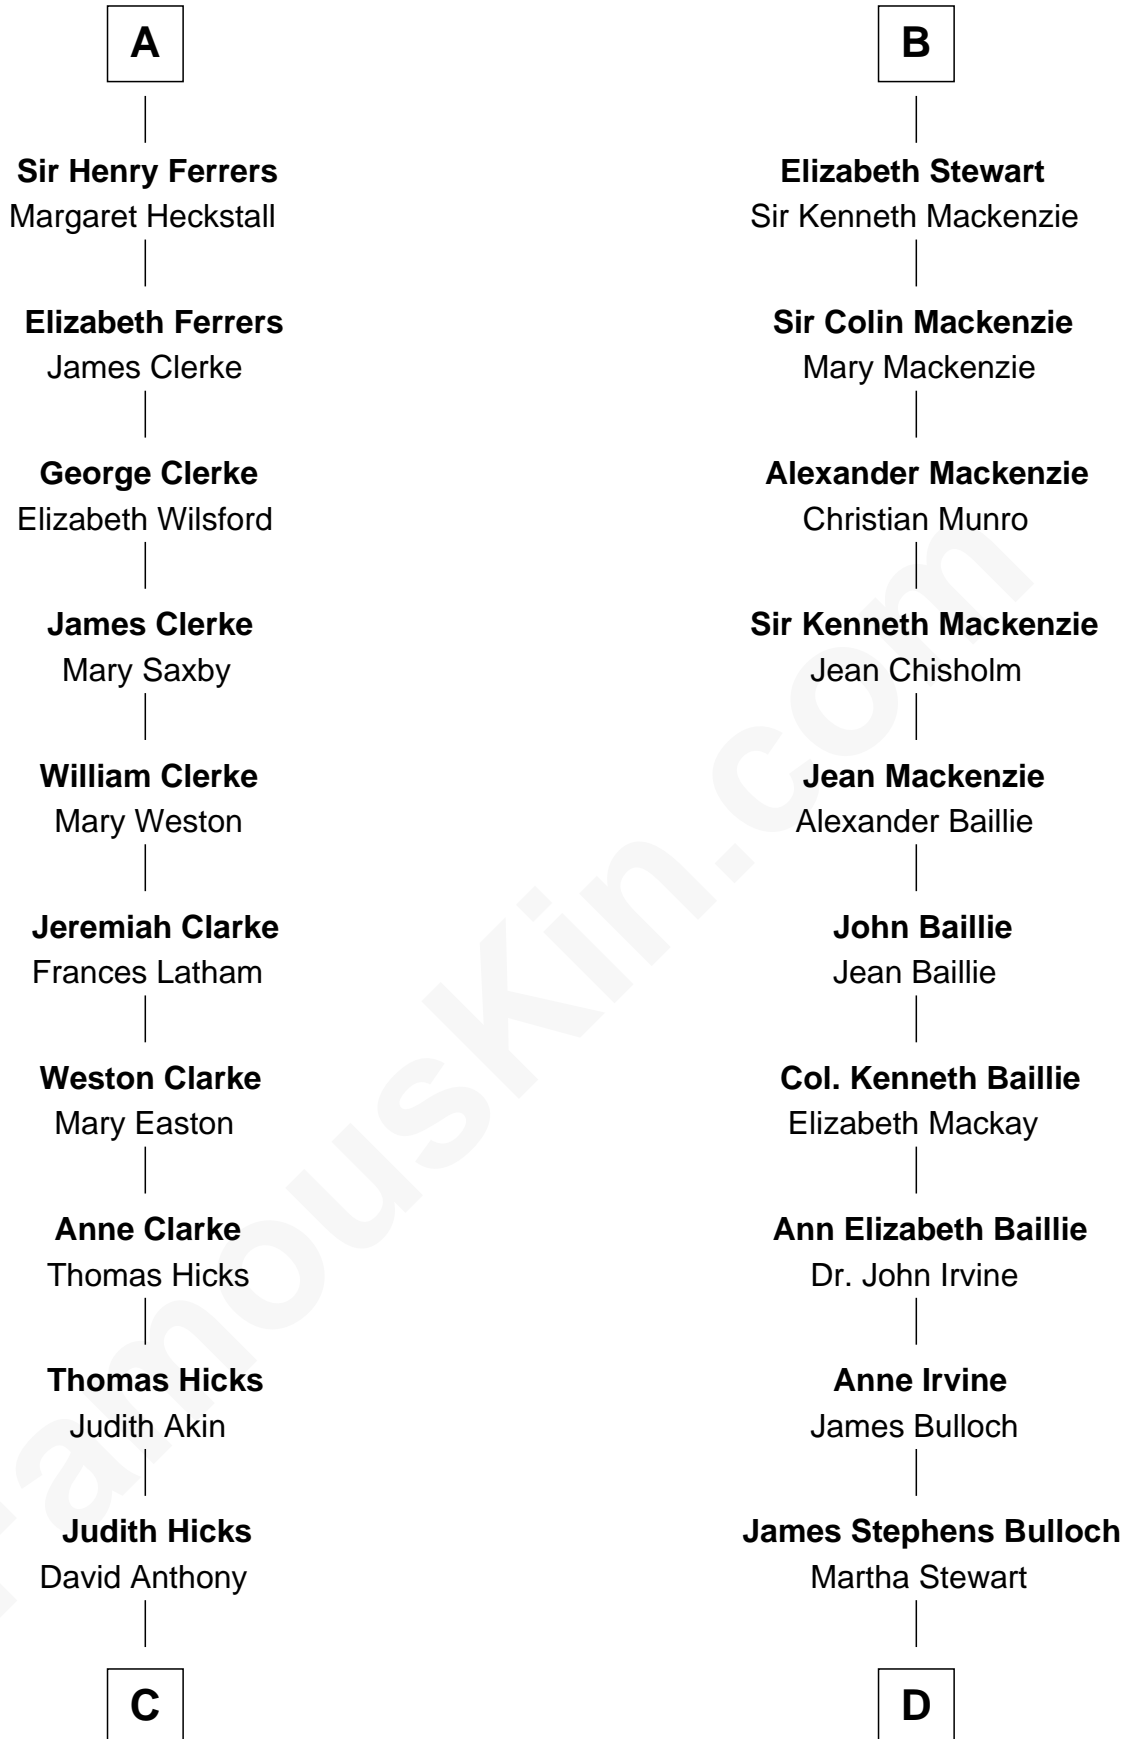 A
Sir Henry Ferrers
Margaret Heckstall
Elizabeth Ferrers
James Clerke
George Clerke
Elizabeth Wilsford
James Clerke
Mary Saxby
William Clerke
Mary Weston
Jeremiah Clarke
Frances Latham
Weston Clarke
Mary Easton
Anne Clarke
Thomas Hicks
Thomas Hicks
Judith Akin
Judith Hicks
David Anthony
C
B
Elizabeth Stewart
Sir Kenneth Mackenzie
Sir Colin Mackenzie
Mary Mackenzie
Alexander Mackenzie
Christian Munro
Sir Kenneth Mackenzie
Jean Chisholm
Jean Mackenzie
Alexander Baillie
John Baillie
Jean Baillie
Col. Kenneth Baillie
Elizabeth Mackay
Ann Elizabeth Baillie
Dr. John Irvine
Anne Irvine
James Bulloch
James Stephens Bulloch
Martha Stewart
D
FamousKin.com